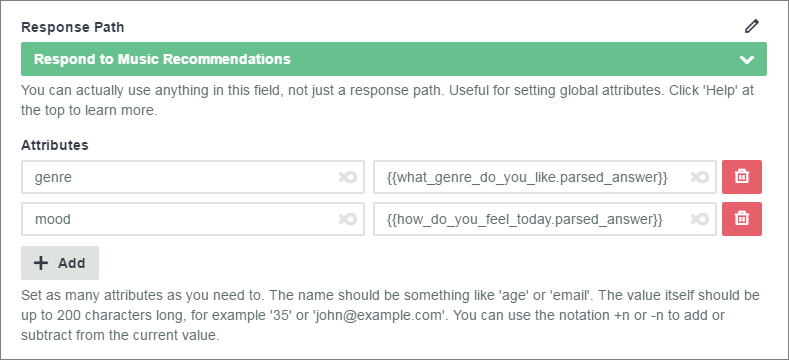 Response Path
Respond to Music Recommendations
You can actually use anything in this field, not just a response path. Useful for setting global attributes. Click 'Help' at
the top to learn more.
Attributes
genre {{what_genre_do_you_like.parsed_answer}}
mood {{how_do_you_feel_today.parsed_answer}}
+ Add
Set as many attributes as you need to. The name should be something like 'age' or 'email'. The value itself should be
up to 200 characters long, for example '35' or 'john@example.com'. You can use the notation +n or -n to add or
subtract from the current value.